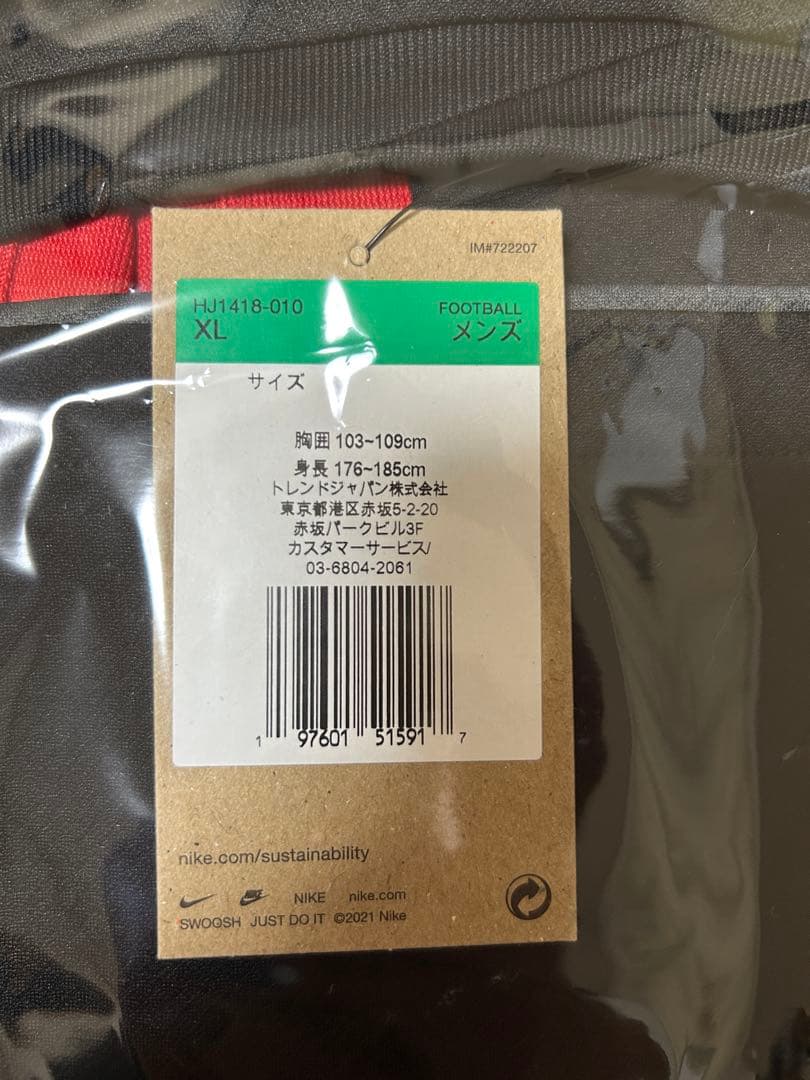 IM#722207
HJ1418-010 FOOTBALL
XL メンズ
サイズ
胸囲 103~109cm
身長 176~185cm
トレンドジャパン株式会社
東京都港区赤坂5-2-20
赤坂パークビル3F
カスタマーサービス/
03-6804-2061
1 97601 51591 7
nike.com/sustainability
NIKE nike.com
SWOOSH JUST DO IT ©2021 Nike